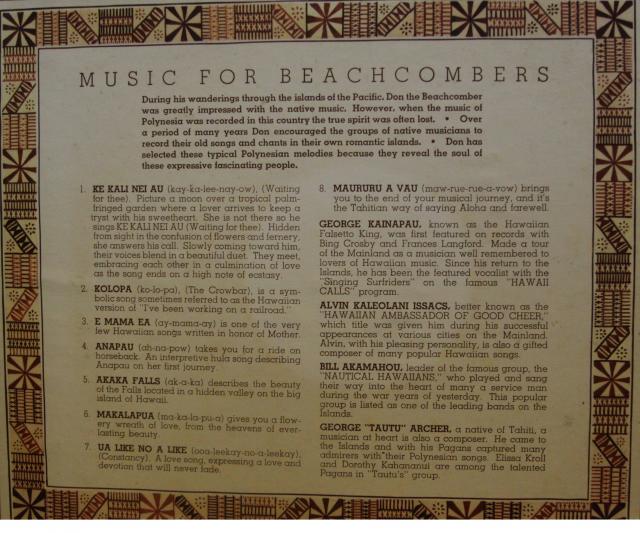 MUSIC FOR BEACHCOMBERS
During his wanderings through the islands of the Pacific, Don the Beachcomber
was greatly impressed with the native music. However, when the music of
Polynesia was recorded in this country the true spirit was often lost. • Over
a period of many years Don encouraged the groups of native musicians to
record their old songs and chants in their own romantic islands. • Don has
selected these typical Polynesian melodies because they reveal the soul of
these expressive fascinating people.
1. KE KALI NEI AU (kay-ka-lee-nay-ow), (Waiting
for thee). Picture a moon over a tropical palm-
fringed garden where a lover arrives to keep a
tryst with his sweetheart. She is not there so he
sings KE KALI NEI AU (Waiting for thee). Hidden
from sight in the confusion of flowers and fernery,
she answers his call. Slowly coming toward him,
their voices blend in a beautiful duet. They meet,
embracing each other in a culmination of love
as the song ends on a high note of ecstasy.
2. KOLOPA (ko-lo-pa), (The Crowbar), is a sym-
bolic song sometimes referred to as the Hawaiian
version of "I've been working on a railroad."
3. E MAMA EA (ay-mama-ay) is one of the very
few Hawaiian songs written in honor of Mother.
4. ANAPAU (ah-na-pow) takes you for a ride on
horseback. An interpretive hula song describing
Anapau on her first journey.
5. AKAKA FALLS (ak-a-ka) describes the beauty
of the Falls located in a hidden valley on the big
island of Hawaii.
6. MAKALAPUA (ma-ka-la-pu-a) gives you a flow-
ery wreath of love, from the heavens of ever-
lasting beauty.
7. UA LIKE NO A LIKE (ooa-leekay-no-a-leekay),
(Constancy). A love song, expressing a love and
devotion that will never fade.
8. MAURURU A VAU (maw-rue-rue-a-vow) brings
you to the end of your musical journey, and it's
the Tahitian way of saying Aloha and farewell.
GEORGE KAINAPAU, known as the Hawaiian
Falsetto King, was first featured on records with
Bing Crosby and Frances Langford. Made a tour
of the Mainland as a musician well remembered to
lovers of Hawaiian music. Since his return to the
Islands, he has been the featured vocalist with the
"Singing Surfriders" on the famous "HAWAII
CALLS" program.
ALVIN KALEOLANI ISSACS, better known as the
"HAWAIIAN AMBASSADOR OF GOOD CHEER,"
which title was given him during his successful
appearances at various cities on the Mainland.
Alvin, with his pleasing personality, is also a gifted
composer of many popular Hawaiian songs.
BILL AKAMAHOU, leader of the famous group, the
"NAUTICAL HAWAIIANS," who played and sang
their way into the heart of many a service man
during the war years of yesterday. This popular
group is listed as one of the leading bands on the
Islands.
GEORGE "TAUTU" ARCHER, a native of Tahiti, a
musician at heart is also a composer. He came to
the Islands and with his Pagans captured many
admirers with their Polynesian songs. Elissa Kroll
and Dorothy Kahananui are among the talented
Pagans in "Tautu's" group.